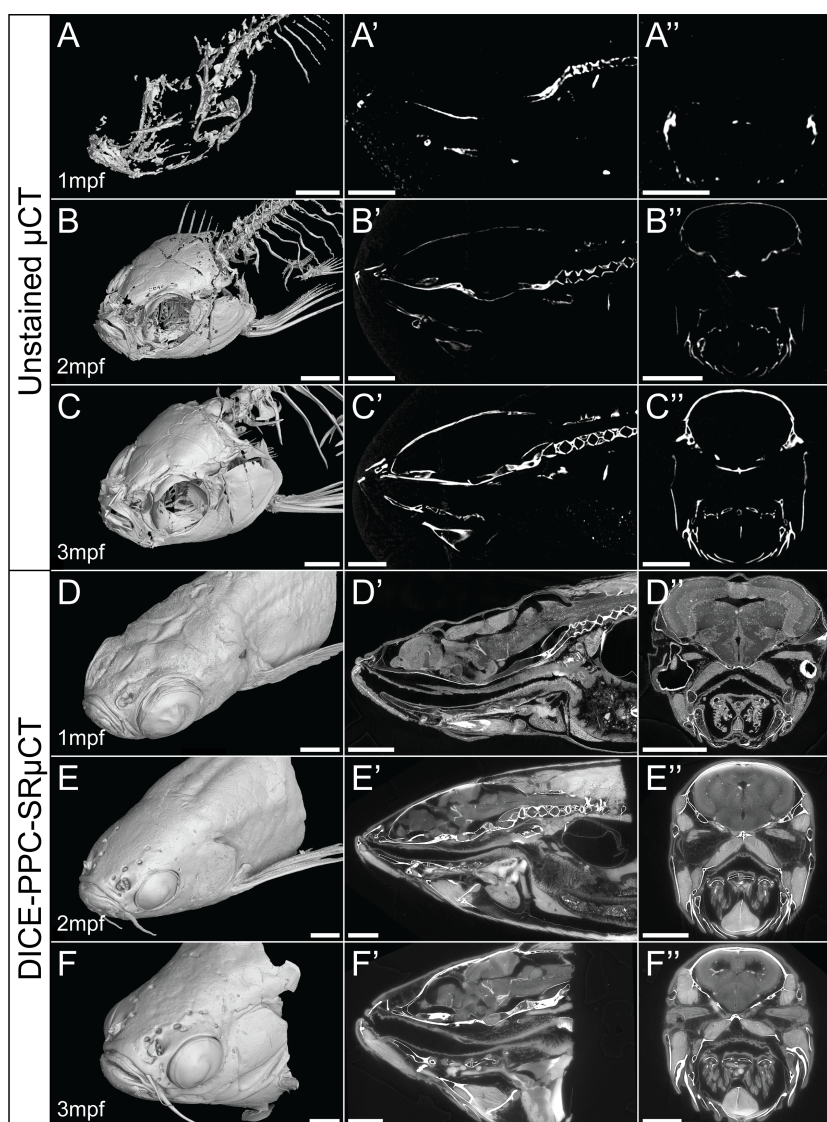 Unstained µCT
A
1mpf
A'
A''
B
2mpf
B'
B''
C
3mpf
C'
C''
DICE-PPC-SRµCT
D
1mpf
D'
D''
E
2mpf
E'
E''
F
3mpf
F'
F''